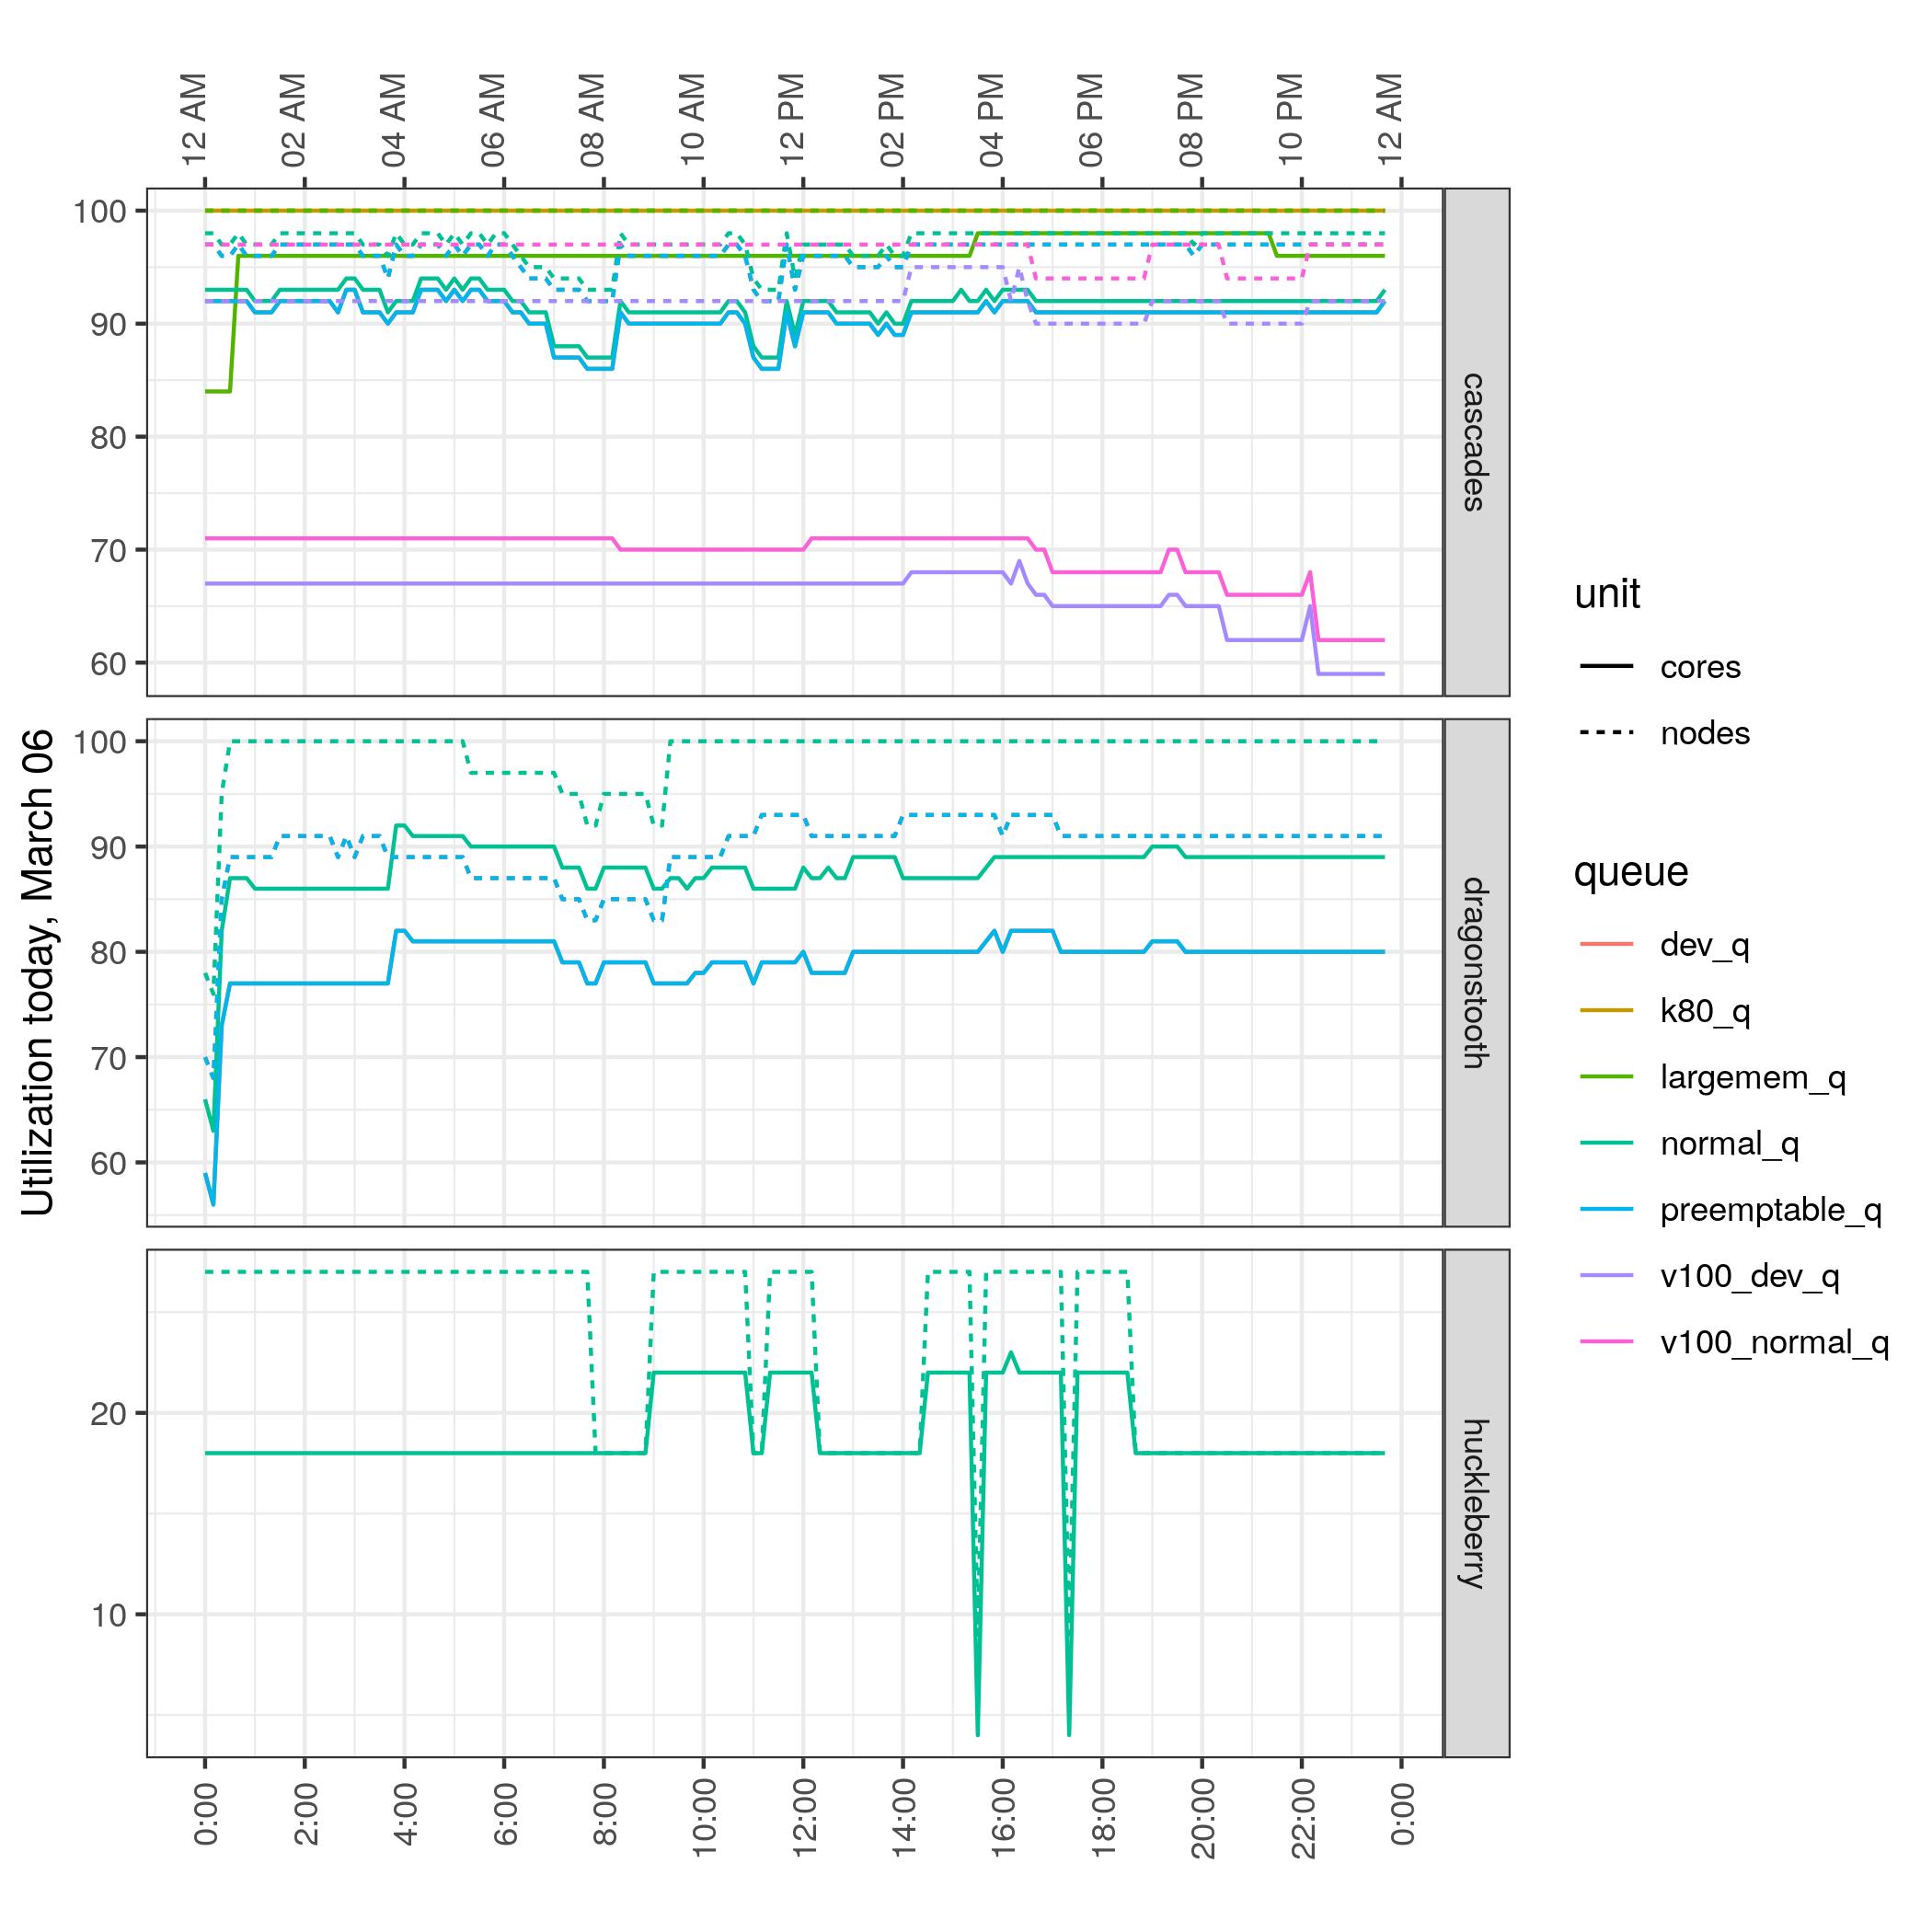 12 AM
02 AM
04 AM
06 AM
08 AM
10 AM
12 PM
02 PM
04 PM
06 PM
08 PM
10 PM
12 AM
Utilization today, March 06
100
90
80
70
60
cascades
100
90
80
70
60
dragonstooth
20
10
huckleberry
0:00
2:00
4:00
6:00
8:00
10:00
12:00
14:00
16:00
18:00
20:00
22:00
0:00
unit
cores
nodes
queue
dev_q
k80_q
largemem_q
normal_q
preemptable_q
v100_dev_q
v100_normal_q